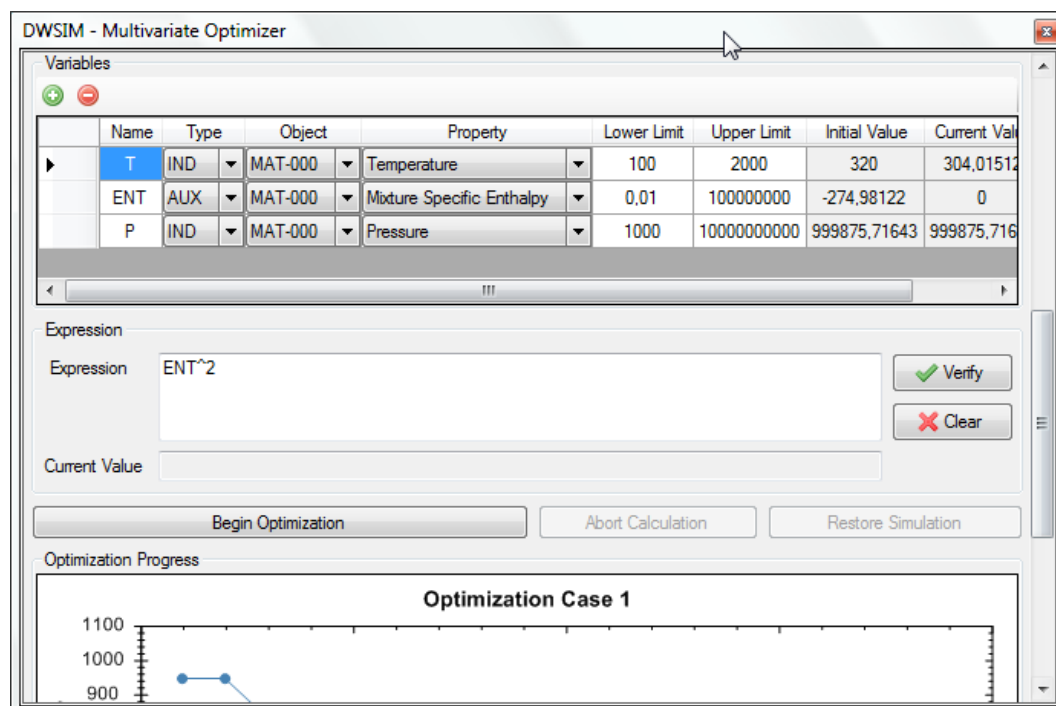 DWSIM - Multivariate Optimizer
Variables
Name Type Object Property Lower Limit Upper Limit Initial Value Current Valu
T IND MAT-000 Temperature 100 2000 320 304,01512
ENT AUX MAT-000 Mixture Specific Enthalpy 0,01 100000000 -274,98122 0
P IND MAT-000 Pressure 1000 10000000000 999875,71643 999875,716
Expression
Expression ENT^2 Verify
Clear
Current Value
Begin Optimization Abort Calculation Restore Simulation
Optimization Progress
Optimization Case 1
1100
1000
900